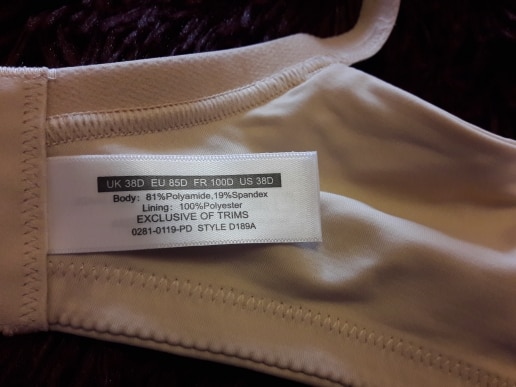 UK 38D EU 85D FR 100D US 38D
Body: 81%Polyamide,19%Spandex
Lining: 100%Polyester
EXCLUSIVE OF TRIMS
0281-0119-PD STYLE D189A